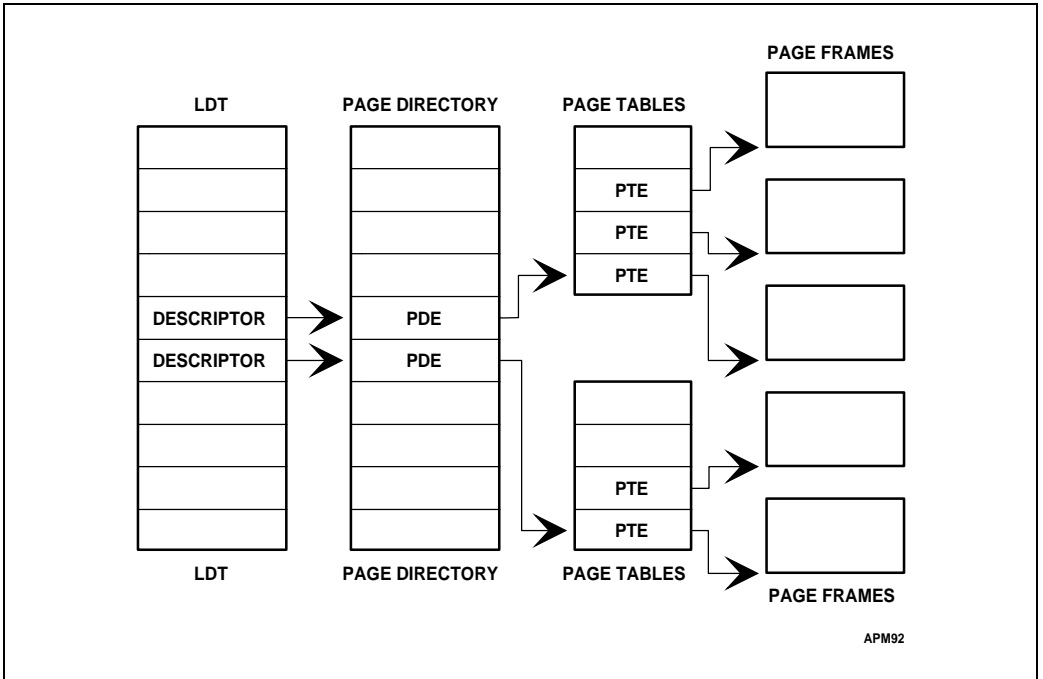 PAGE FRAMES
LDT PAGE DIRECTORY PAGE TABLES
PTE
PTE
PTE
DESCRIPTOR PDE
DESCRIPTOR PDE
PTE
PTE
LDT PAGE DIRECTORY PAGE TABLES
PAGE FRAMES
APM92